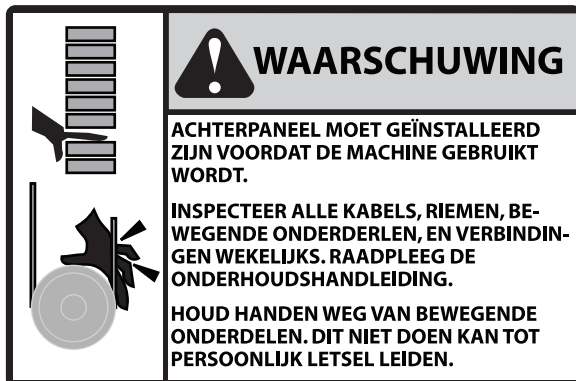 WAARSCHUWING
ACHTERPANEEL MOET GEÏNSTALLEERD
ZIJN VOORDAT DE MACHINE GEBRUIKT
WORDT.
INSPECTEER ALLE KABELS, RIEMEN, BE-
WEGENDE ONDERDERLEN, EN VERBINDIN-
GEN WEKELIJKS. RAADPLEEG DE
ONDERHOUDSHANDLEIDING.
HOUD HANDEN WEG VAN BEWEGENDE
ONDERDELEN. DIT NIET DOEN KAN TOT
PERSOONLIJK LETSEL LEIDEN.